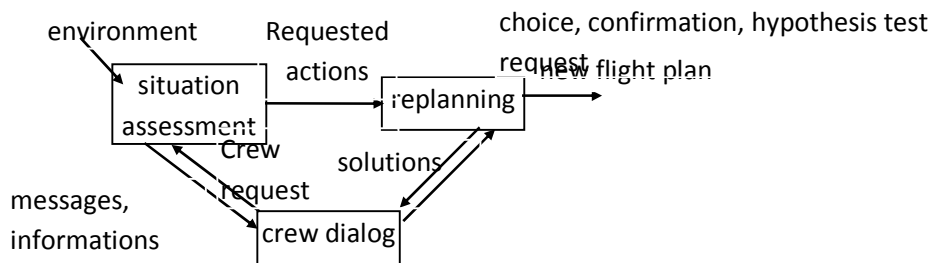 choice, confirmation, hypothesis test
request
environment
Requested
actions
new flight plan
situation
assessment
replanning
Crew
request
solutions
messages,
informations
crew dialog